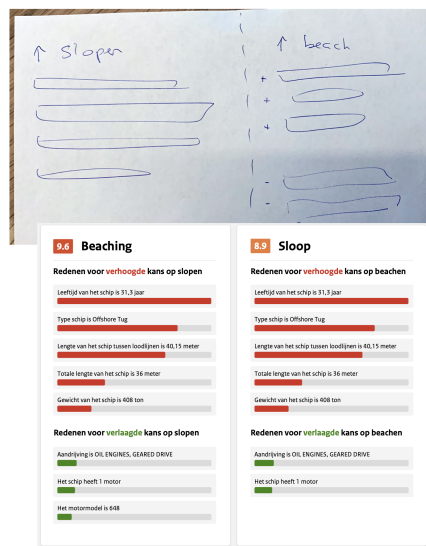 ↑ Slopen
↑ beach
+
+
+
-
-
9.6 Beaching
Redenen voor verhoogde kans op slopen
Leeftijd van het schip is 31,3 jaar
Type schip is Offshore Tug
Lengte van het schip tussen loodlijnen is 40,15 meter
Totale lengte van het schip is 36 meter
Gewicht van het schip is 408 ton
Redenen voor verlaagde kans op slopen
Aandrijving is OIL ENGINES, GEARED DRIVE
Het schip heeft 1 motor
Het motormodel is 648
8.9 Sloop
Redenen voor verhoogde kans op beachen
Leeftijd van het schip is 31,3 jaar
Type schip is Offshore Tug
Lengte van het schip tussen loodlijnen is 40,15 meter
Totale lengte van het schip is 36 meter
Gewicht van het schip is 408 ton
Redenen voor verlaagde kans op beachen
Aandrijving is OIL ENGINES, GEARED DRIVE
Het schip heeft 1 motor